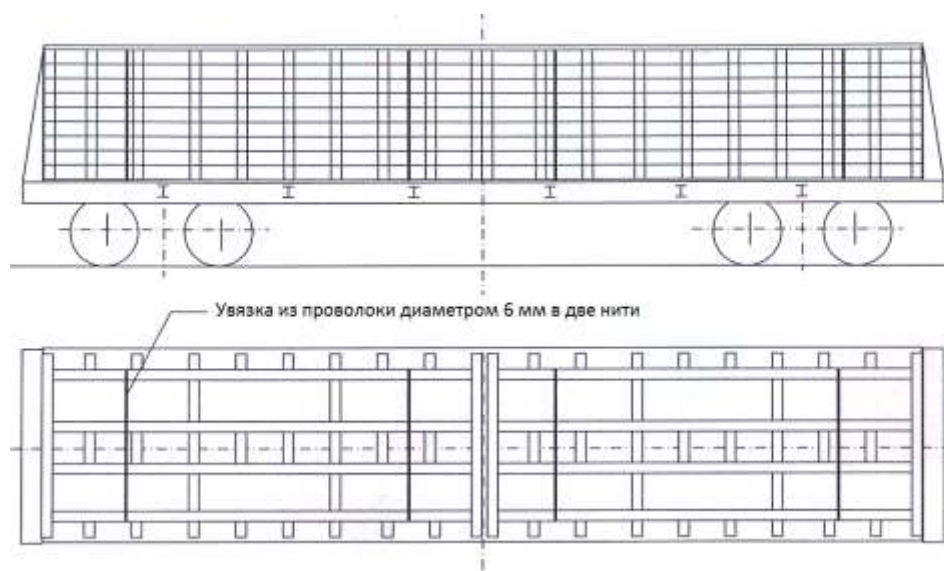 Увязка из проволоки диаметром 6 мм в две нити